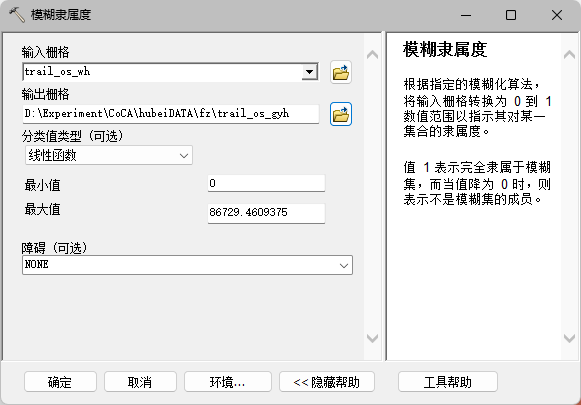 模糊隶属度
输入栅格
trail_os_wh
输出栅格
D:\Experiment\CoCA\hubeiDATA\fz\trail_os_gyh
分类值类型（可选）
线性函数
最小值
0
最大值
86729.4609375
障碍（可选）
NONE
确定
取消
环境...
<< 隐藏帮助
模糊隶属度
根据指定的模糊化算法，
将输入栅格转换为 0 到 1
数值范围以指示其对某一
集合的隶属度。
值 1 表示完全隶属于模糊
集，而当值降为 0 时，则
表示不是模糊集的成员。
工具帮助